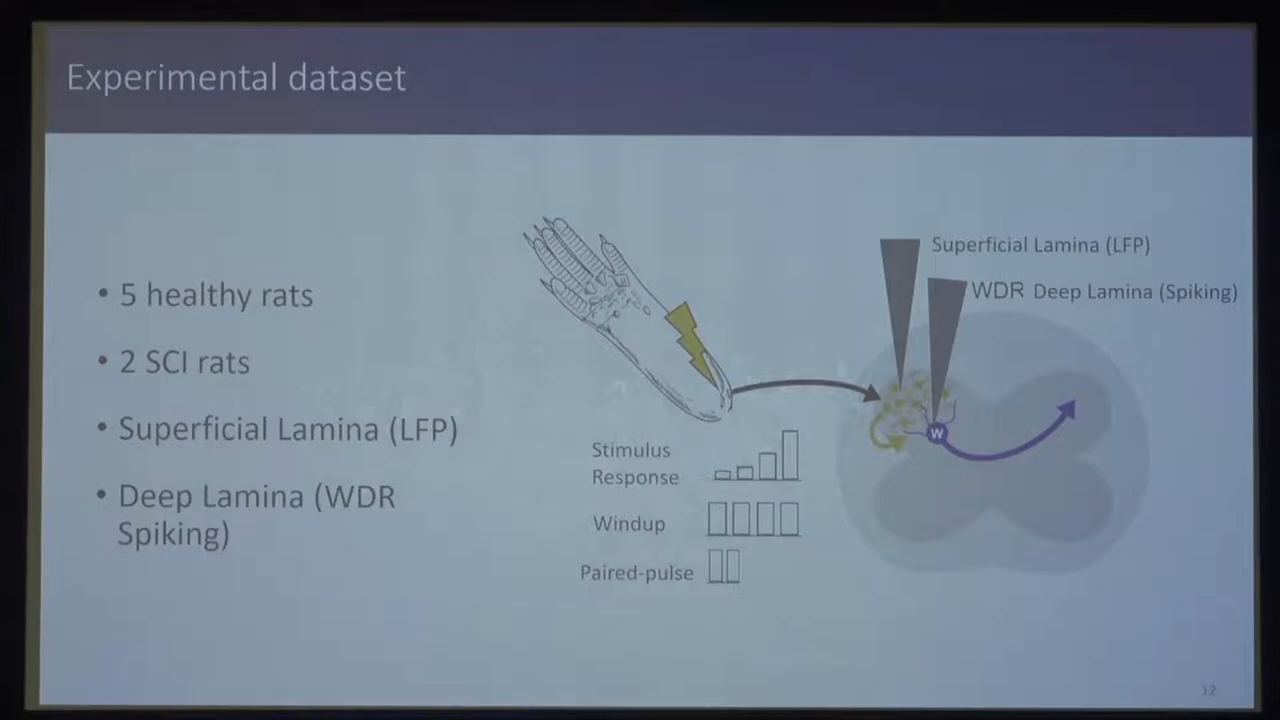 Experimental dataset
• 5 healthy rats
• 2 SCI rats
• Superficial Lamina (LFP)
• Deep Lamina (WDR
Spiking)
Superficial Lamina (LFP)
WDR Deep Lamina (Spiking)
W
Stimulus
Response
Windup
Paired-pulse
12